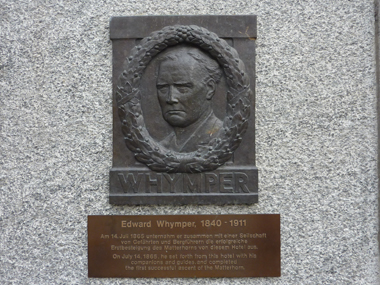 WHYMPER
Edward Whymper, 1840 - 1911
Am 14. Juli 1865 unternahm er zusammen mit einer Seilschaft
von Gefährten und Bergführern die erfolgreiche
Erstbesteigung des Matterhorns von diesem Hotel aus.
On July 14, 1865, he set forth from this hotel with his
companions and guides, and completed
the first successful ascent of the Matterhorn.